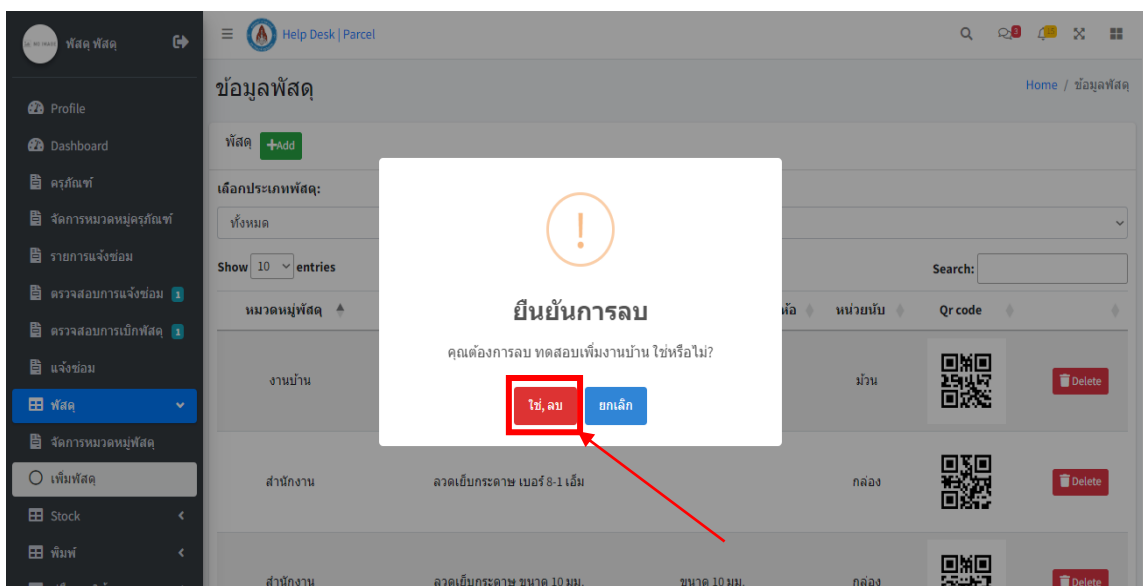 พัสดุ พัสดุ
Help Desk | Parcel
3
15
Profile
Dashboard
ครุภัณฑ์
จัดการหมวดหมู่ครุภัณฑ์
รายการแจ้งซ่อม
ตรวจสอบการแจ้งซ่อม 1
ตรวจสอบการเบิกพัสดุ 1
แจ้งซ่อม
พัสดุ
จัดการหมวดหมู่พัสดุ
เพิ่มพัสดุ
Stock
พิมพ์
ข้อมูลพัสดุ
Home / ข้อมูลพัสดุ
พัสดุ +Add
เลือกประเภทพัสดุ:
ทั้งหมด
Show 10 entries
Search:
หมวดหมู่พัสดุ หน่วยนับ Qr code
งานบ้าน ม้วน Delete
สำนักงาน ลวดเย็บกระดาษ เบอร์ 8-1 เอ็ม กล่อง Delete
สำนักงาน ลวดเย็บกระดาษ ขนาด 10 มม. ขนาด 10 มม. กล่อง Delete
!
ยืนยันการลบ
คุณต้องการลบ ทดสอบเพิ่มงานบ้าน ใช่หรือไม่?
ใช่, ลบ ยกเลิก